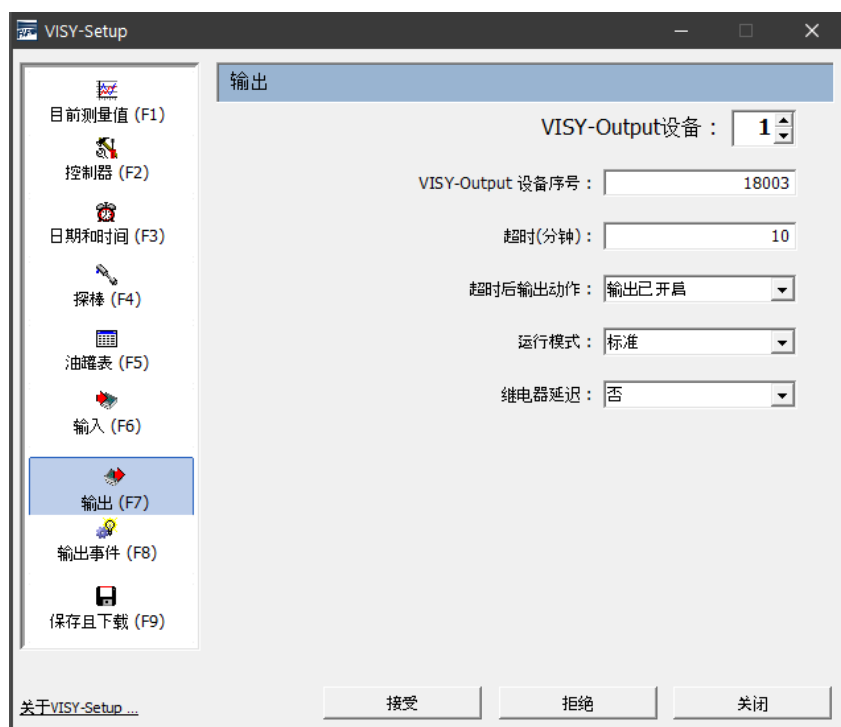 VISY-Setup
目前测量值 (F1)
控制器 (F2)
日期和时间 (F3)
探棒 (F4)
油罐表 (F5)
输入 (F6)
输出 (F7)
输出事件 (F8)
保存且下载 (F9)
输出
VISY-Output设备： 1
VISY-Output 设备序号： 18003
超时(分钟)： 10
超时后输出动作： 输出已开启
运行模式： 标准
继电器延迟： 否
关于VISY-Setup ...
接受 拒绝 关闭